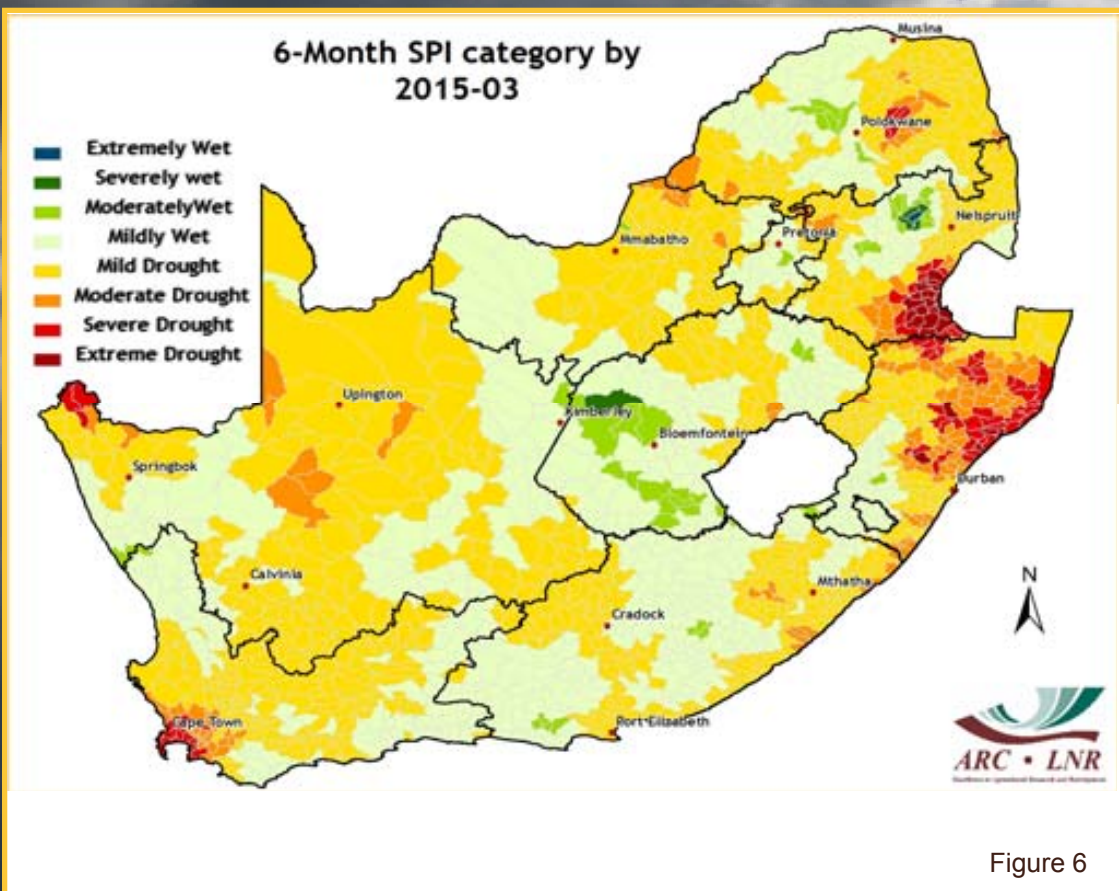 6-Month SPI category by
2015-03
Extremely Wet
Severely wet
ModeratelyWet
Mildly Wet
Mild Drought
Moderate Drought
Severe Drought
Extreme Drought
Musina
Polokwane
Nelspruit
Pretoria
Mmabatho
Upington
Kimberley
Bloemfontein
Springbok
Durban
Calvinia
Mthatha
Cradock
N
Cape Town
Port Elizabeth
ARC • LNR
Figure 6